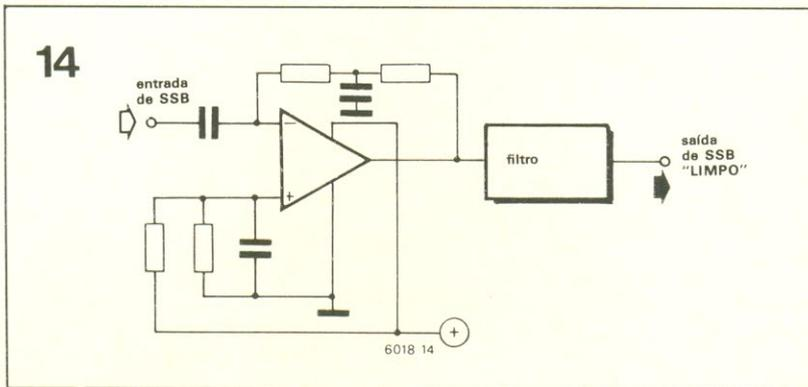 14
entrada
de SSB
−
+
filtro
saída
de SSB
"LIMPO"
6018 14
+